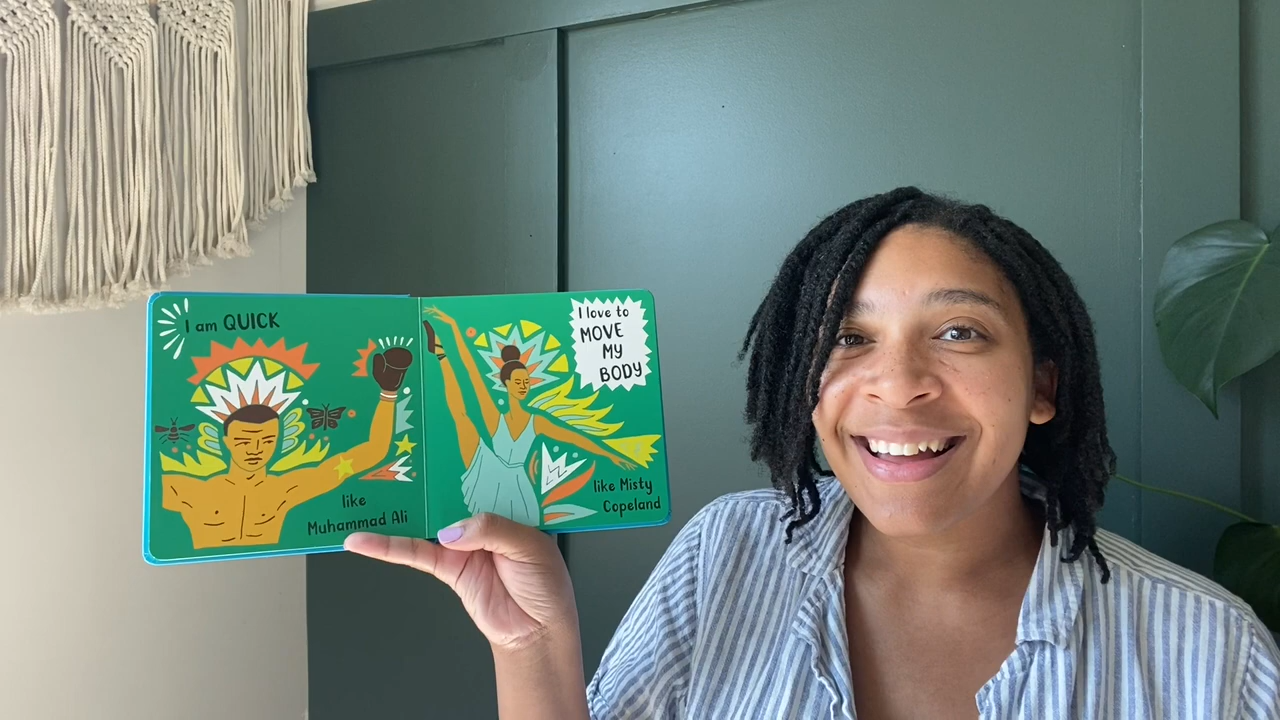 I am QUICK
like
Muhammad Ali
I love to
MOVE
MY
BODY
like Misty
Copeland